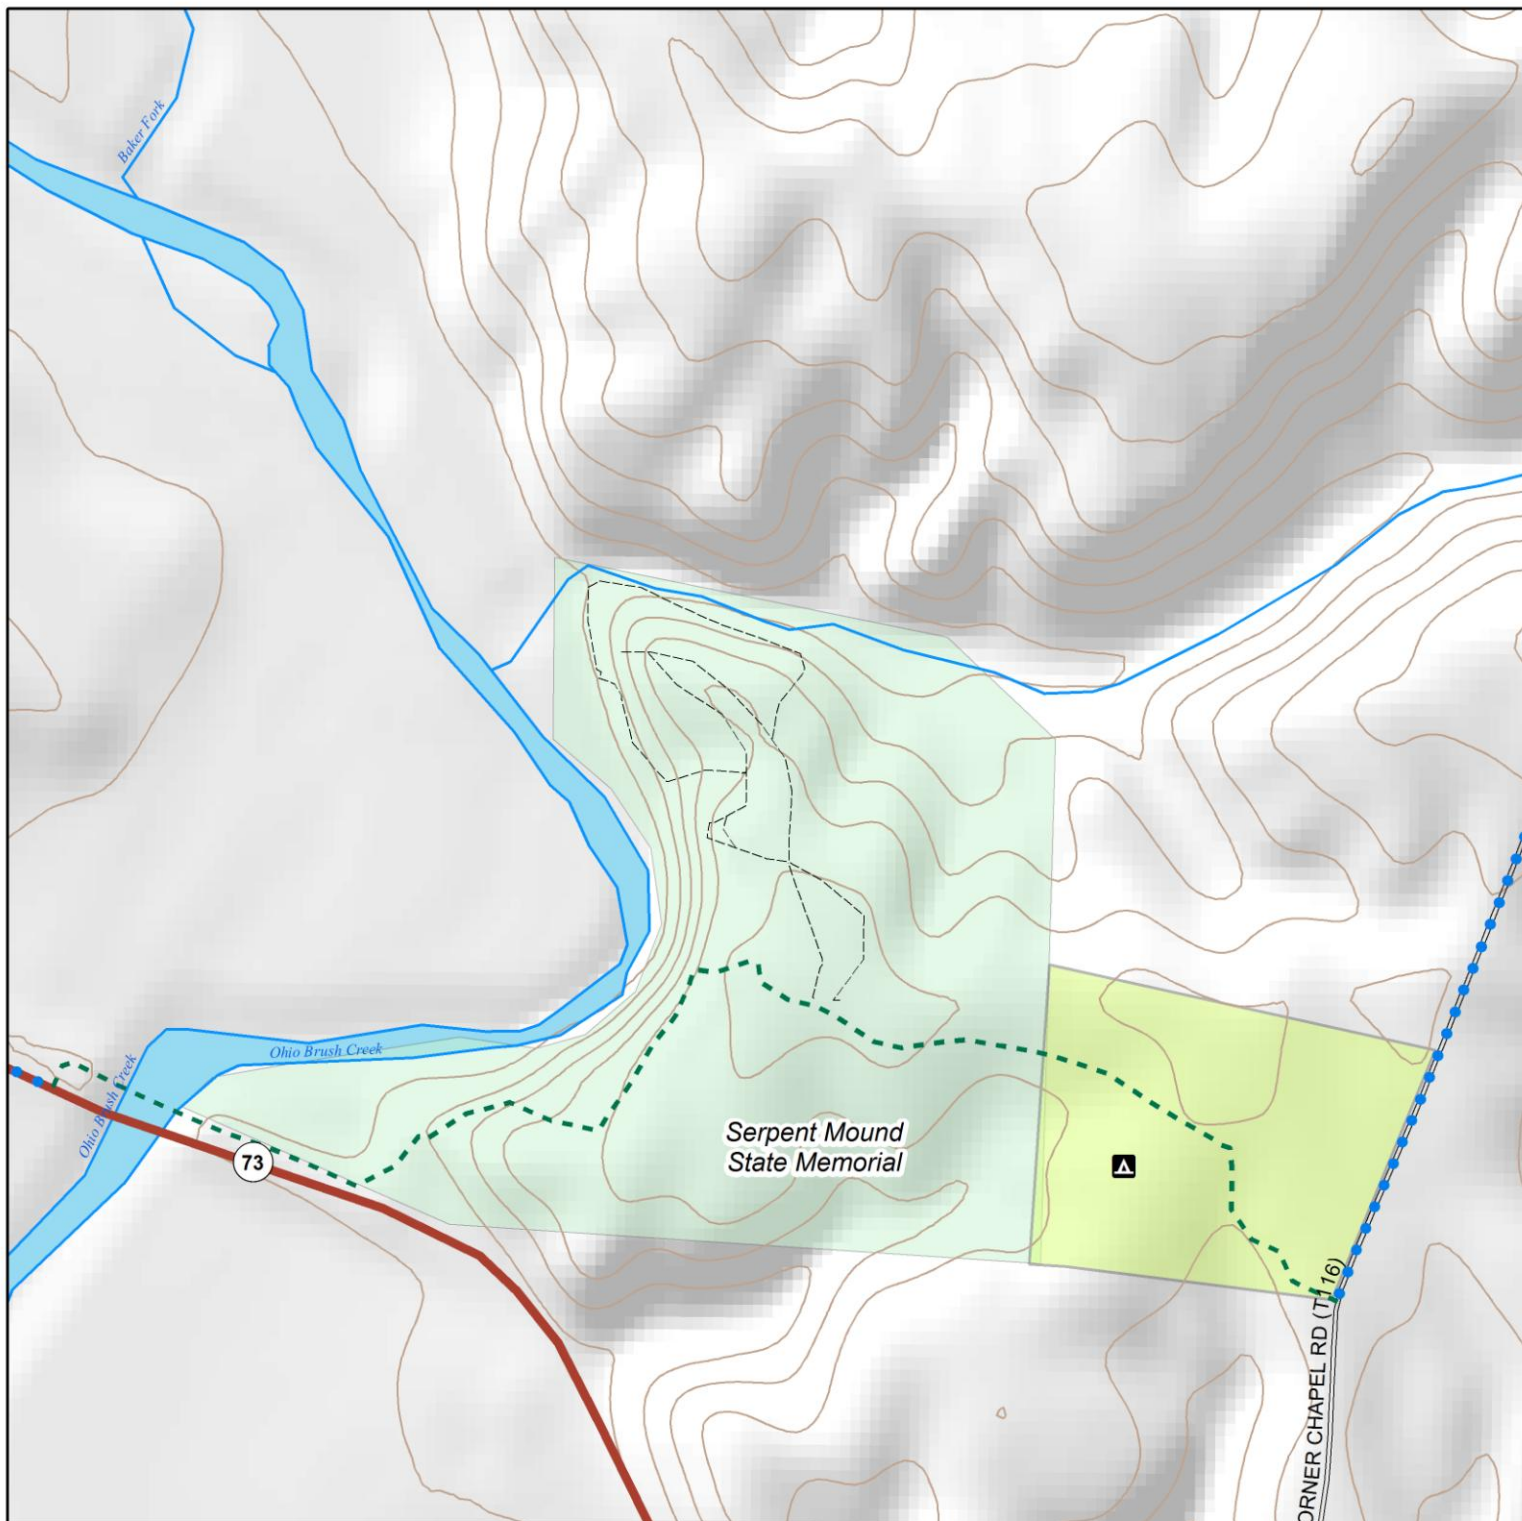 Baker Fork
Ohio Brush Creek
Ohio Brush Creek
73
Serpent Mound
State Memorial
ORNER CHAPEL RD (T116)